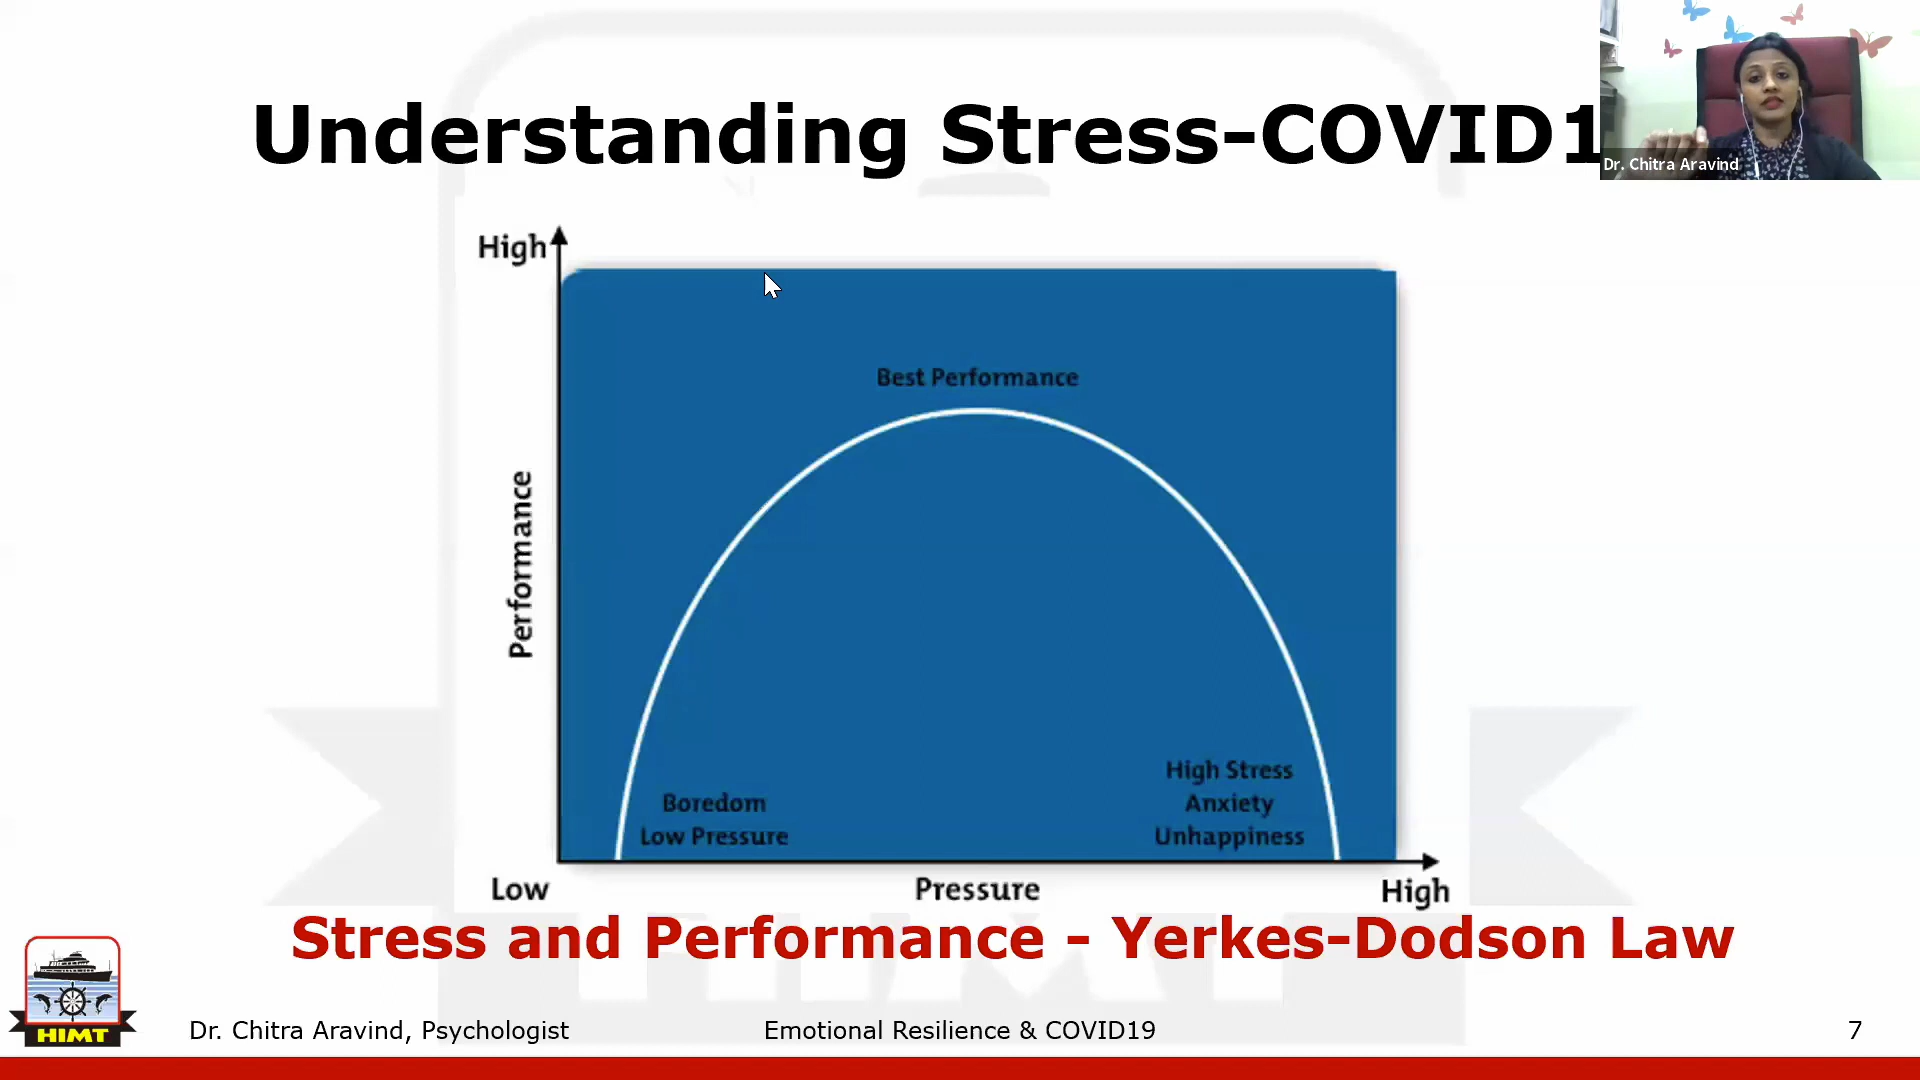 Understanding Stress-COVID1
Dr. Chitra Aravind
High
Best Performance
Performance
High Stress
Boredom
Anxiety
Low Pressure
Unhappiness
Low
Pressure
High
Stress and Performance - Yerkes-Dodson Law
HIMT
HIMT
Dr. Chitra Aravind, Psychologist
Emotional Resilience & COVID19
7